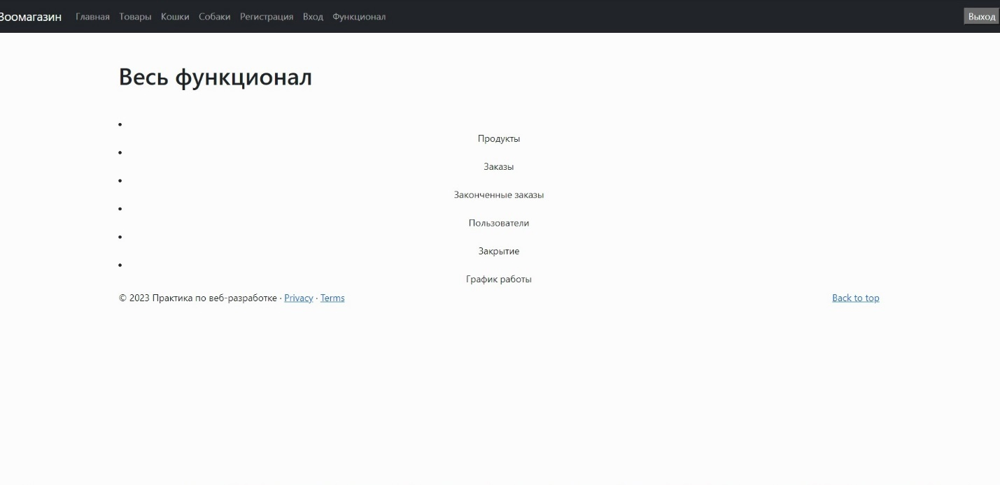 Зоомагазин Главная Товары Кошки Собаки Регистрация Вход Функционал Выход
Весь функционал
Продукты
Заказы
Законченные заказы
Пользователи
Закрытие
График работы
© 2023 Практика по веб-разработке · Privacy · Terms Back to top